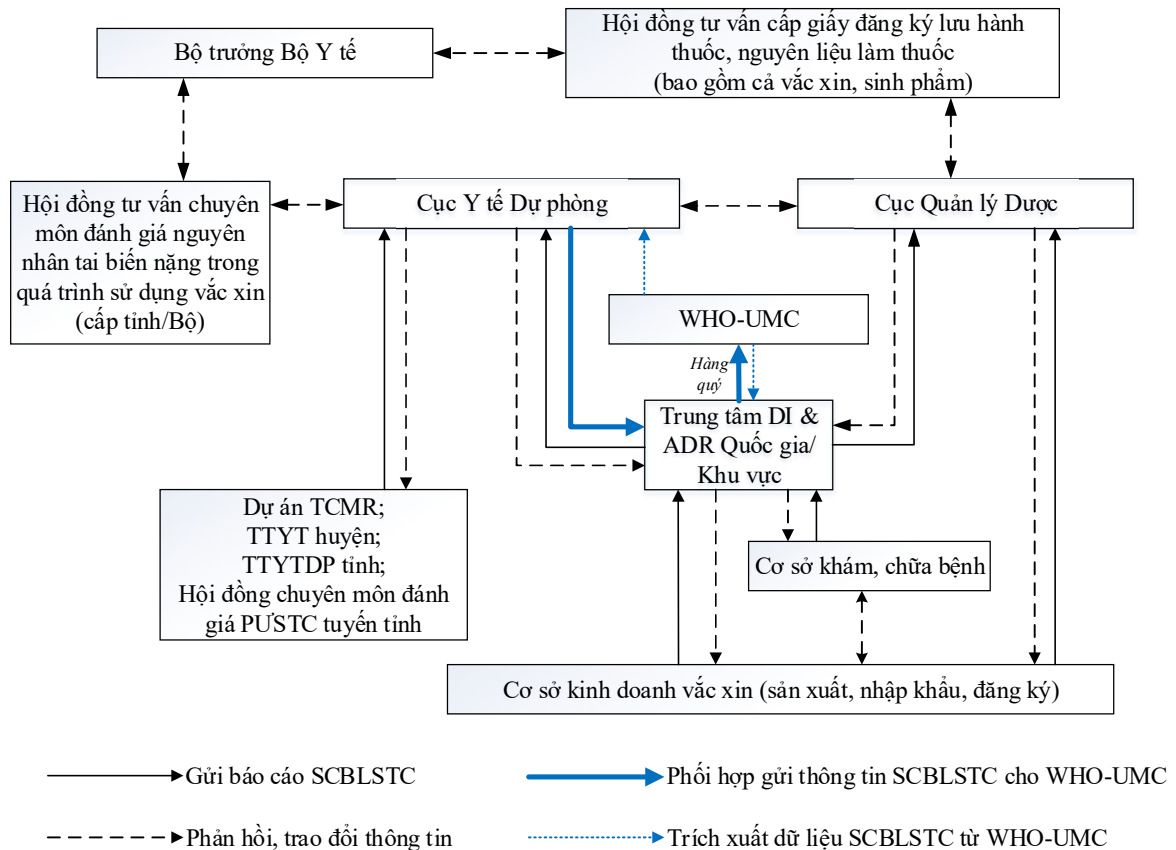 Bộ trưởng Bộ Y tế
Hội đồng tư vấn cấp giấy đăng ký lưu hành
thuốc, nguyên liệu làm thuốc
(bao gồm cả vắc xin, sinh phẩm)
Hội đồng tư vấn chuyên
môn đánh giá nguyên
nhân tai biến nặng trong
quá trình sử dụng vắc xin
(cấp tỉnh/Bộ)
Cục Y tế Dự phòng
Cục Quản lý Dược
WHO-UMC
Hàng
quý
Trung tâm DI &
ADR Quốc gia/
Khu vực
Dự án TCMR;
TTYT huyện;
TTYTDP tỉnh;
Hội đồng chuyên môn đánh
giá PƯSTC tuyến tỉnh
Cơ sở khám, chữa bệnh
Cơ sở kinh doanh vắc xin (sản xuất, nhập khẩu, đăng ký)
Gửi báo cáo SCBLSTC
Phối hợp gửi thông tin SCBLSTC cho WHO-UMC
Phản hồi, trao đổi thông tin
Trích xuất dữ liệu SCBLSTC từ WHO-UMC